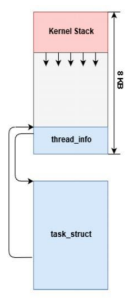 Kernel Stack
8 KB
thread_info
task_struct